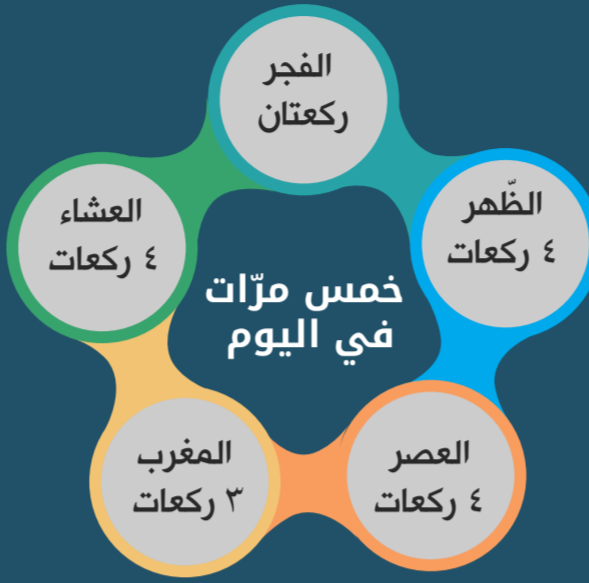 الفجر
ركعتان
الظّهر
٤ ركعات
العصر
٤ ركعات
المغرب
٣ ركعات
العشاء
٤ ركعات
خمس مرّات
في اليوم